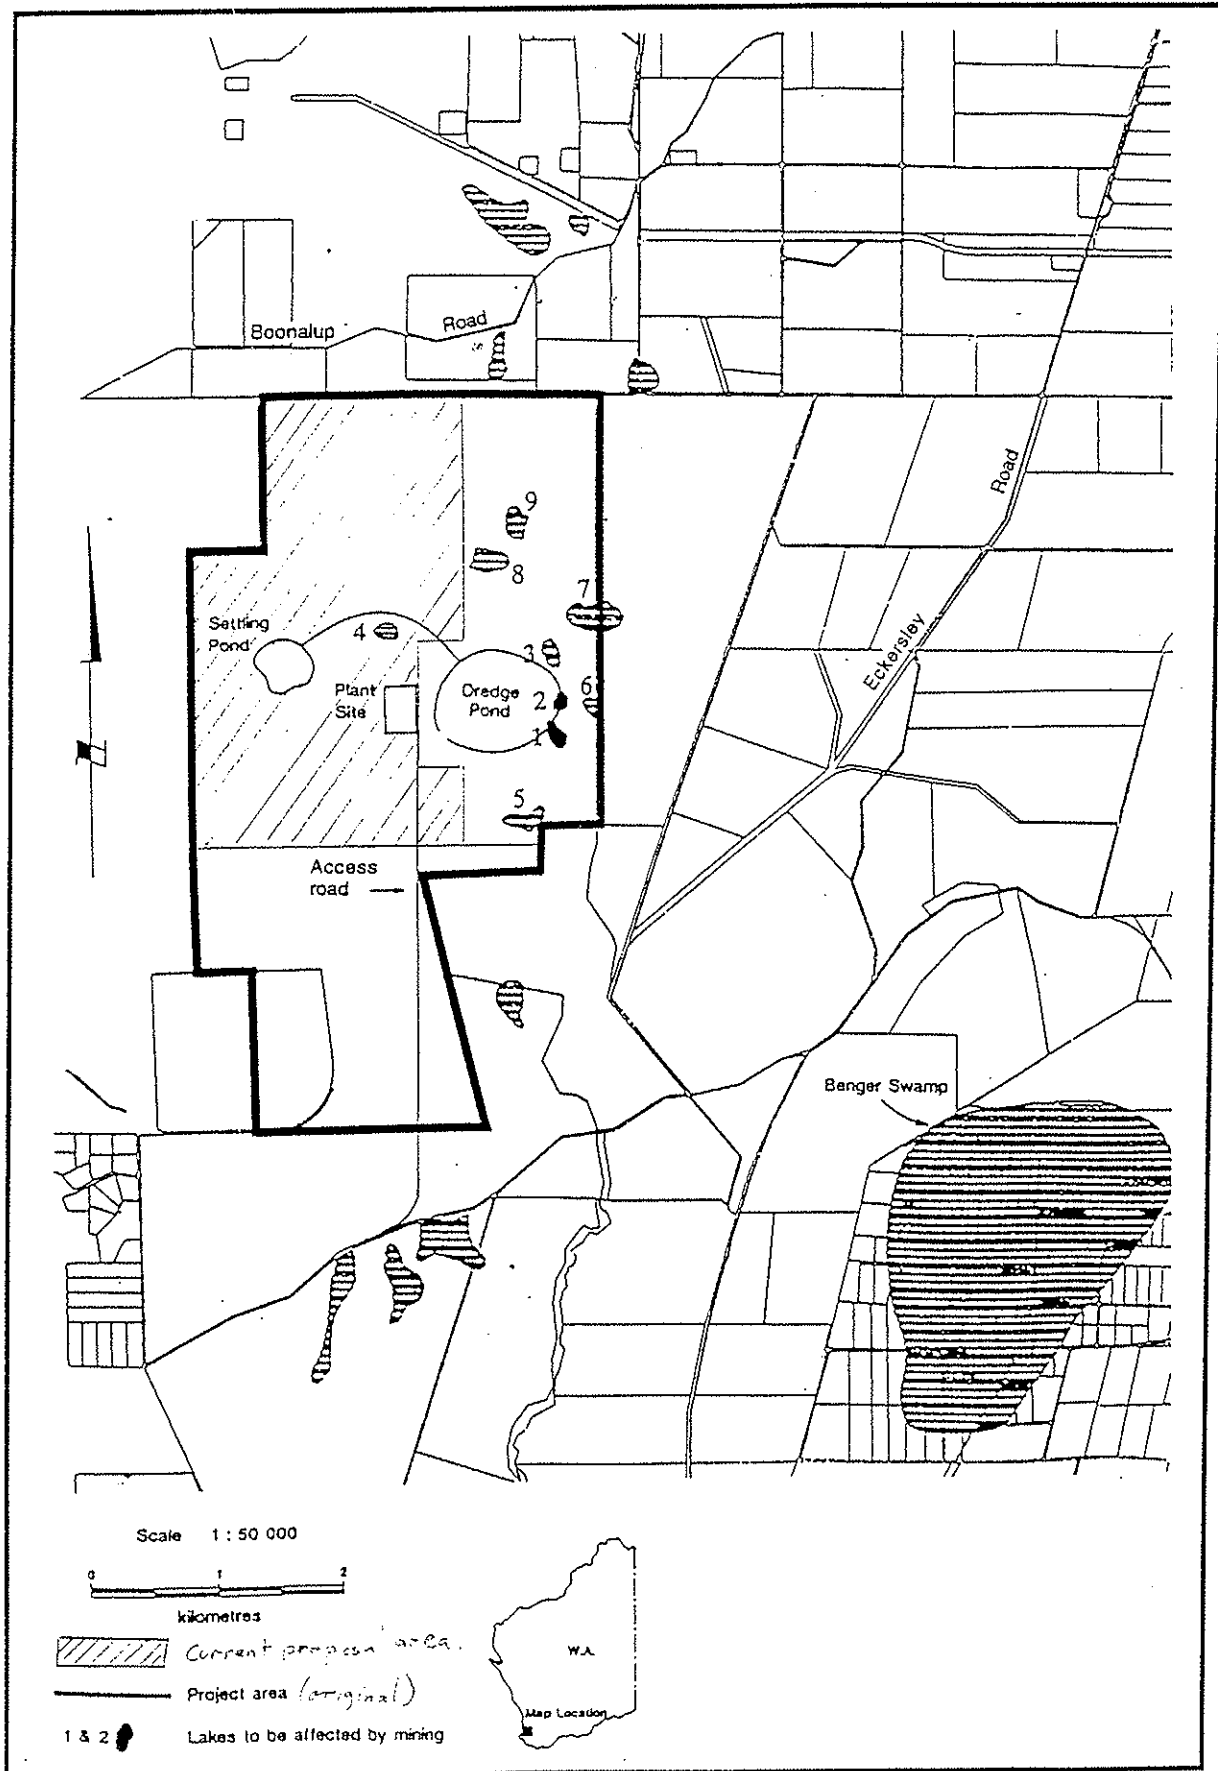 Boonalup Road
Road
Eckersley
9
8
7
Settling
Pond
4
3
6
Plant
Site
Dredge
Pond
2
1
5
Access
road
Benger Swamp
Scale 1 : 50 000
0 1 2
kilometres
Current proposal area.
Project area (original)
1 & 2 Lakes to be affected by mining
W.A.
Map Location